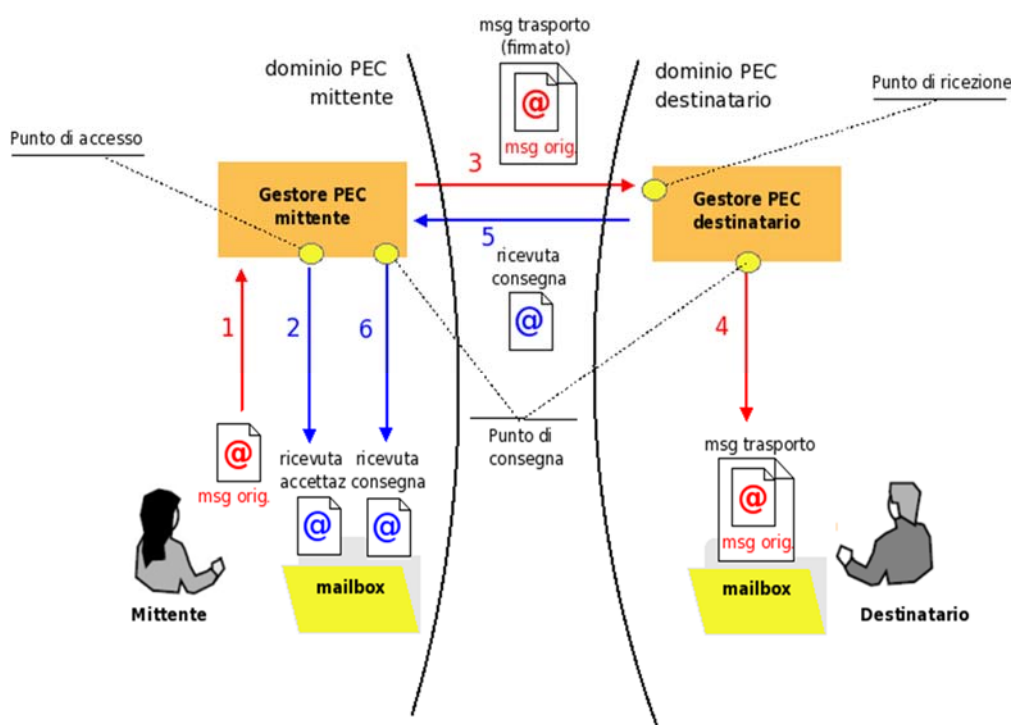 msg trasporto
(firmato)
@
msg orig.
dominio PEC
mittente
dominio PEC
destinatario
Punto di ricezione
Punto di accesso
3
Gestore PEC
mittente
Gestore PEC
destinatario
5
ricevuta
consegna
@
1
2
6
4
Punto di
consegna
@
msg orig.
ricevuta
accettaz
@
ricevuta
consegna
@
msg trasporto
@
msg orig.
mailbox
mailbox
Mittente
Destinatario